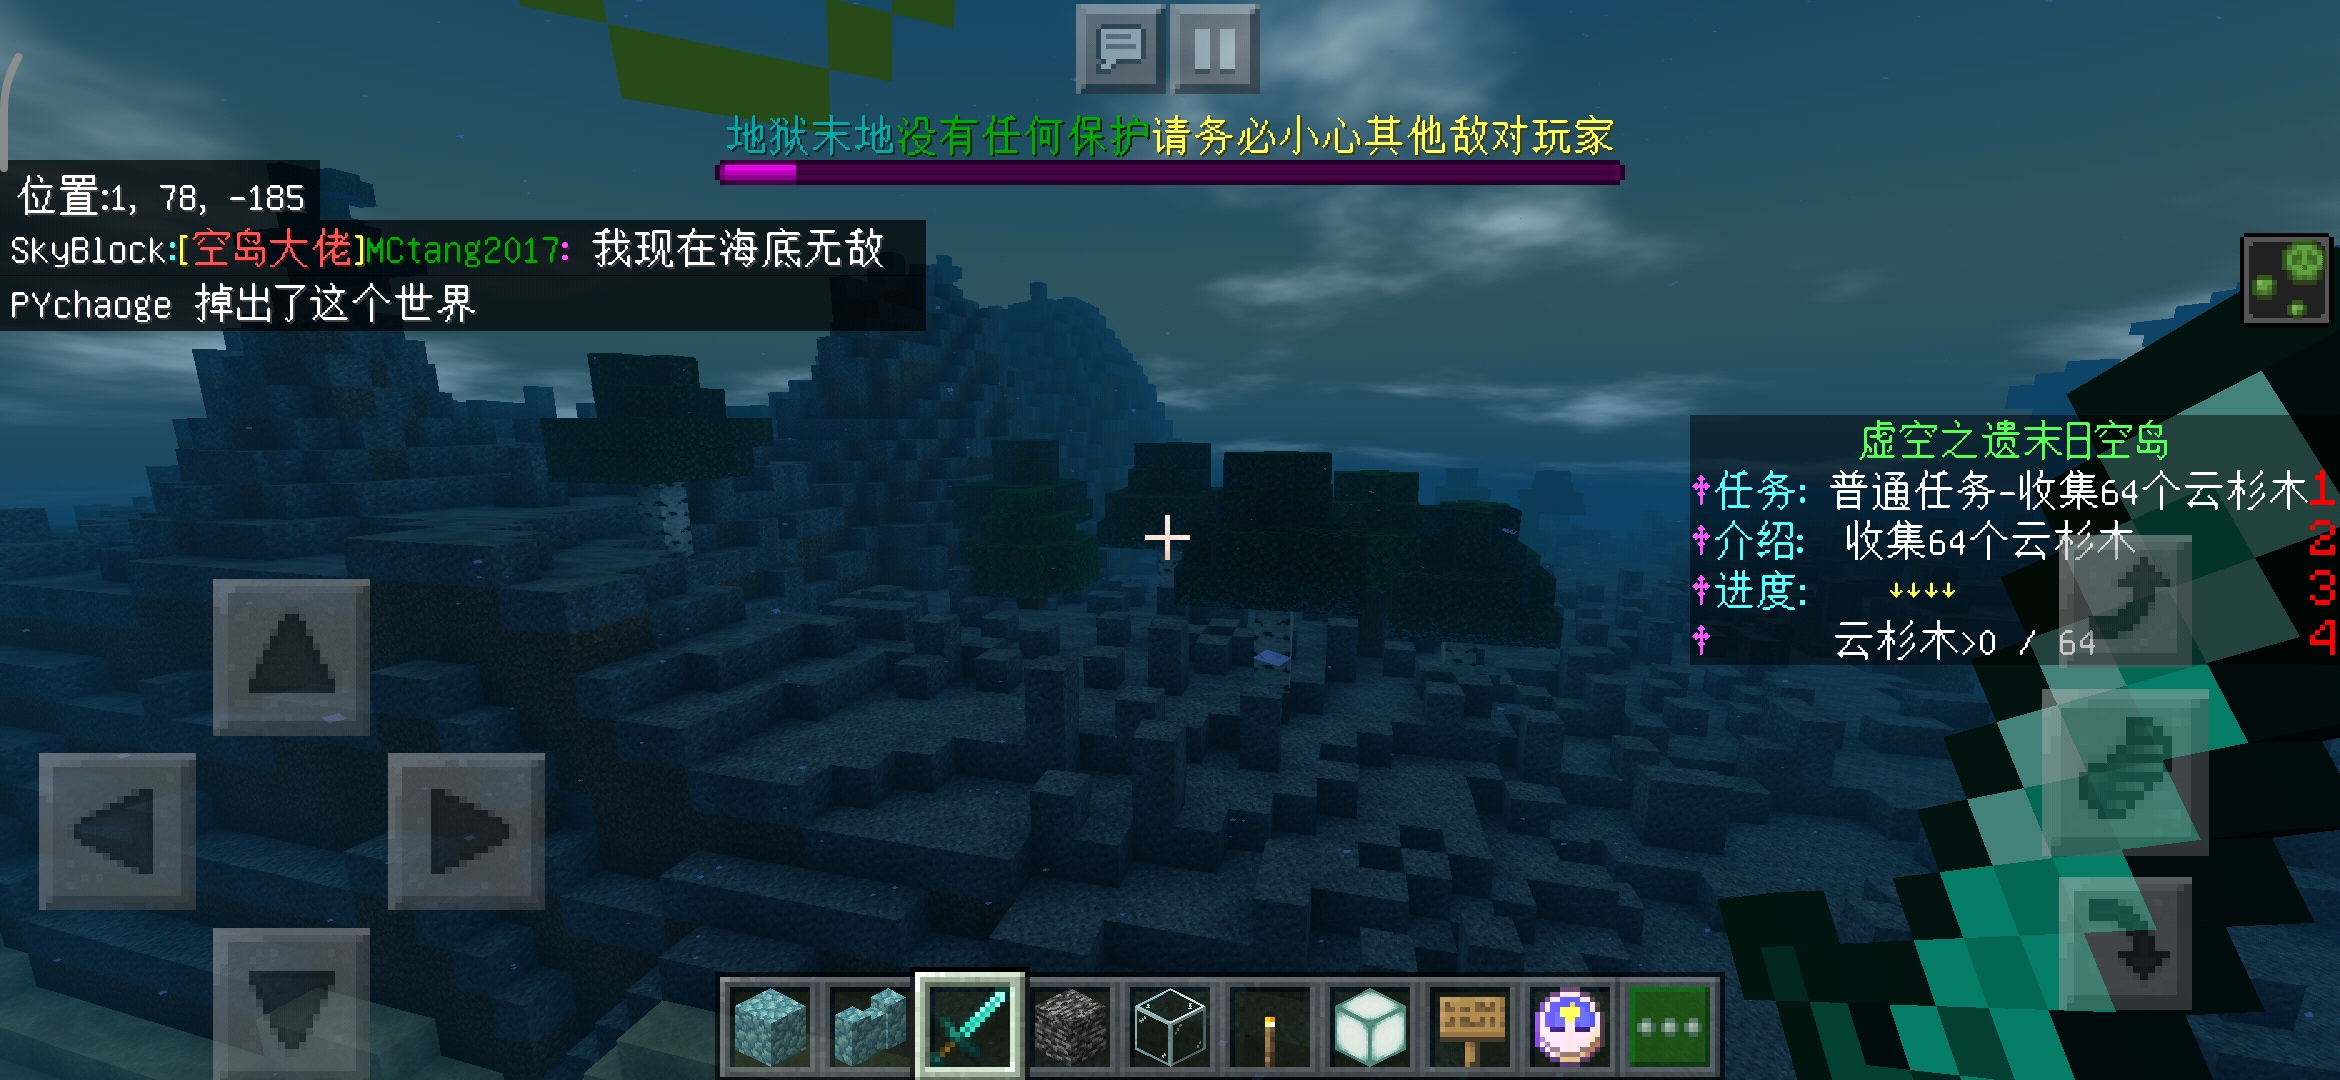 地狱末地没有任何保护请务必小心其他敌对玩家
位置:1, 78, -185
SkyBlock:[空岛大佬]MCtang2017: 我现在海底无敌
PYchaoge 掉出了这个世界
虚空之遗末日空岛
任务: 普通任务-收集64个云杉木 1
介绍: 收集64个云杉木 2
进度: ↓↓↓↓ 3
云杉木>0 / 64 4